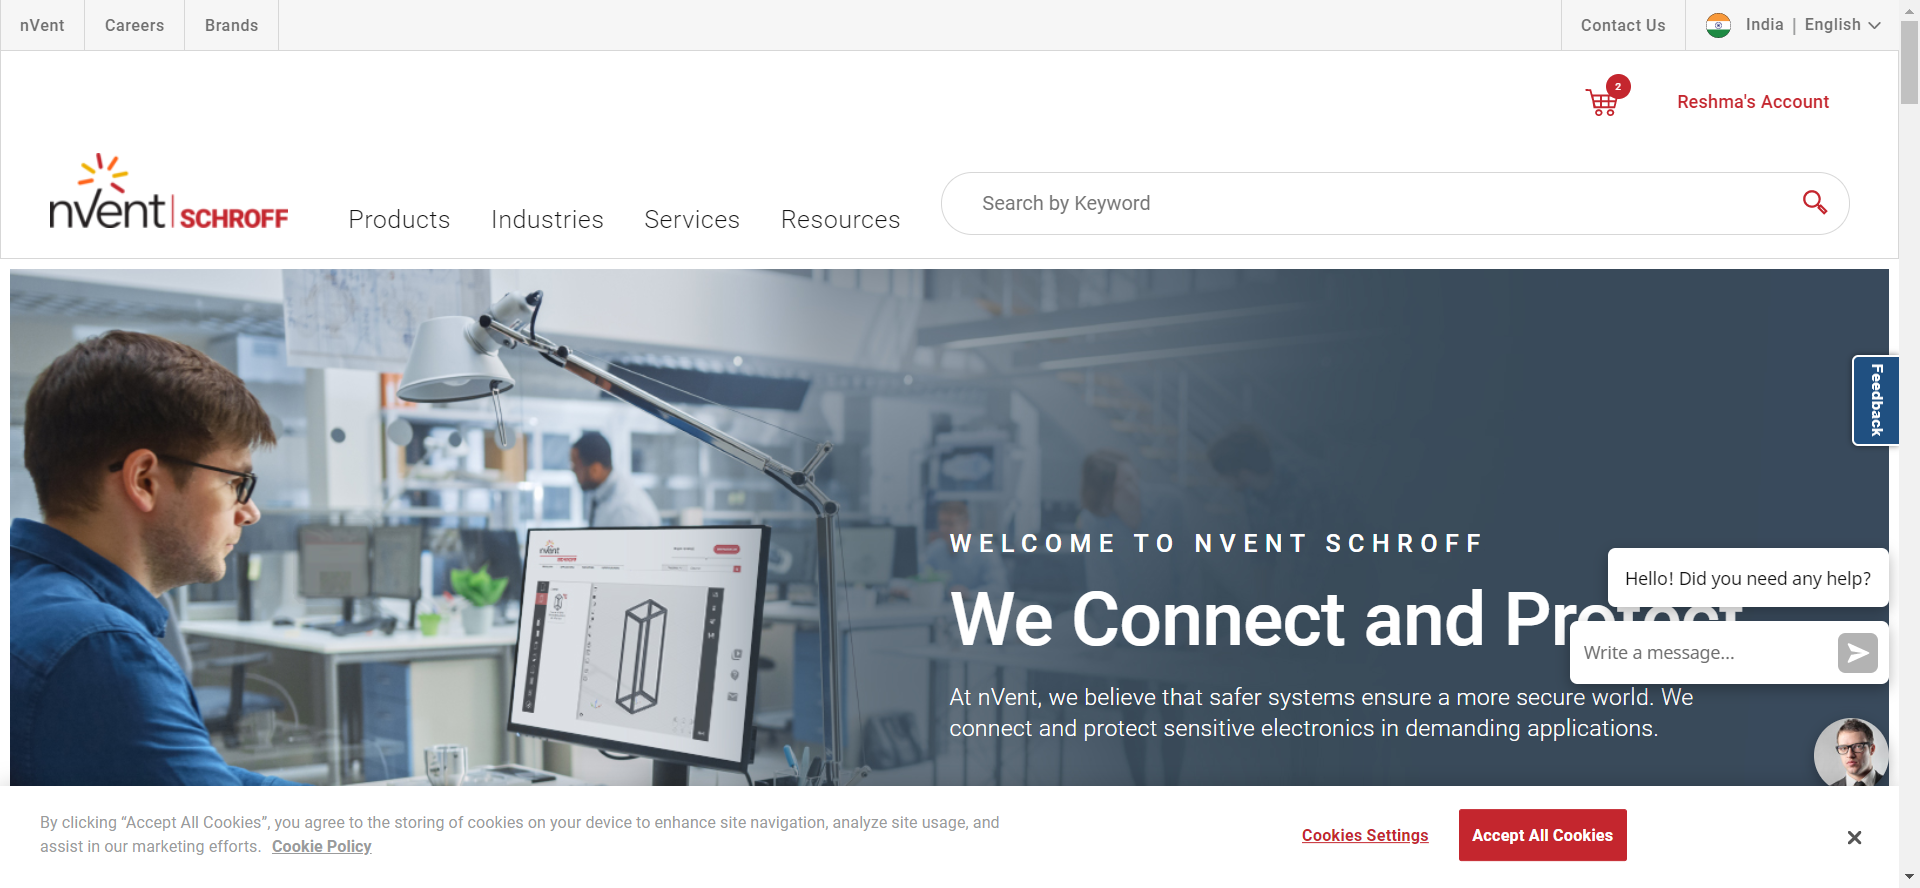 nVent
Careers
Brands
Contact Us
India | English
2
Reshma's Account
nVent | SCHROFF
Products
Industries
Services
Resources
Search by Keyword
Feedback
WELCOME TO NVENT SCHROFF
We Connect and Protect
Hello! Did you need any help?
Write a message...
At nVent, we believe that safer systems ensure a more secure world. We
connect and protect sensitive electronics in demanding applications.
By clicking “Accept All Cookies”, you agree to the storing of cookies on your device to enhance site navigation, analyze site usage, and
assist in our marketing efforts. Cookie Policy
Cookies Settings
Accept All Cookies